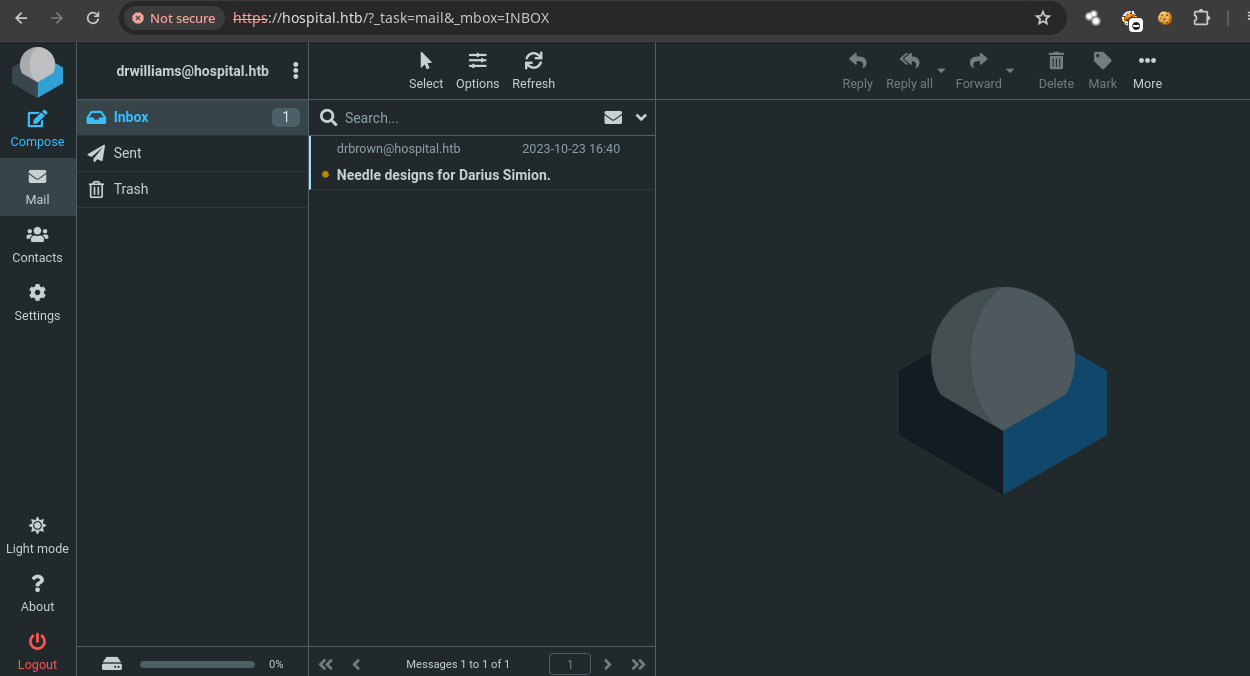 Not secure https://hospital.htb/?_task=mail&_mbox=INBOX
drwilliams@hospital.htb
Select Options Refresh
Reply Reply all Forward Delete Mark More
Compose
Mail
Contacts
Settings
Light mode
About
Logout
Inbox 1
Sent
Trash
0%
Search...
drbrown@hospital.htb 2023-10-23 16:40
Needle designs for Darius Simion.
Messages 1 to 1 of 1 1